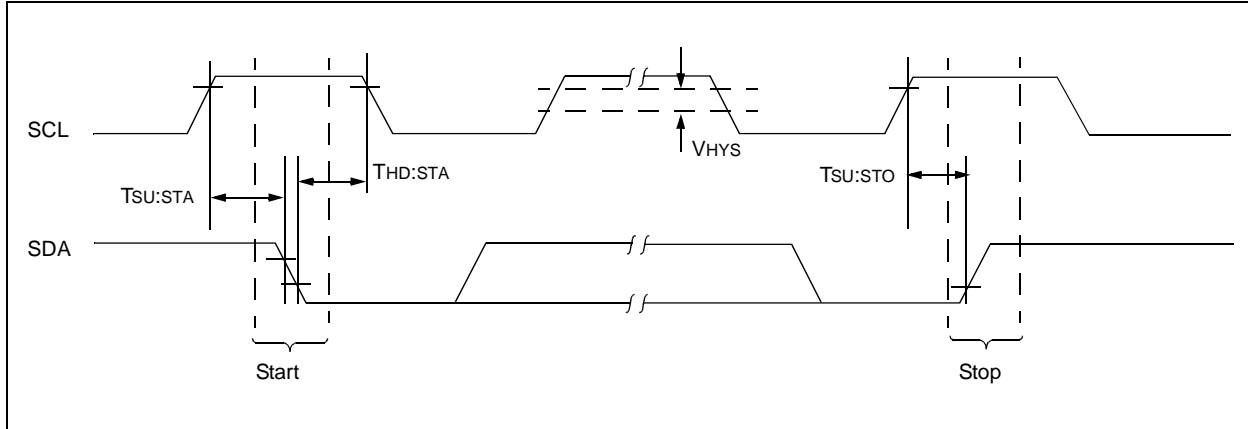 SCL
VHYS
THD:STA
TSU:STA
TSU:STO
SDA
Start
Stop